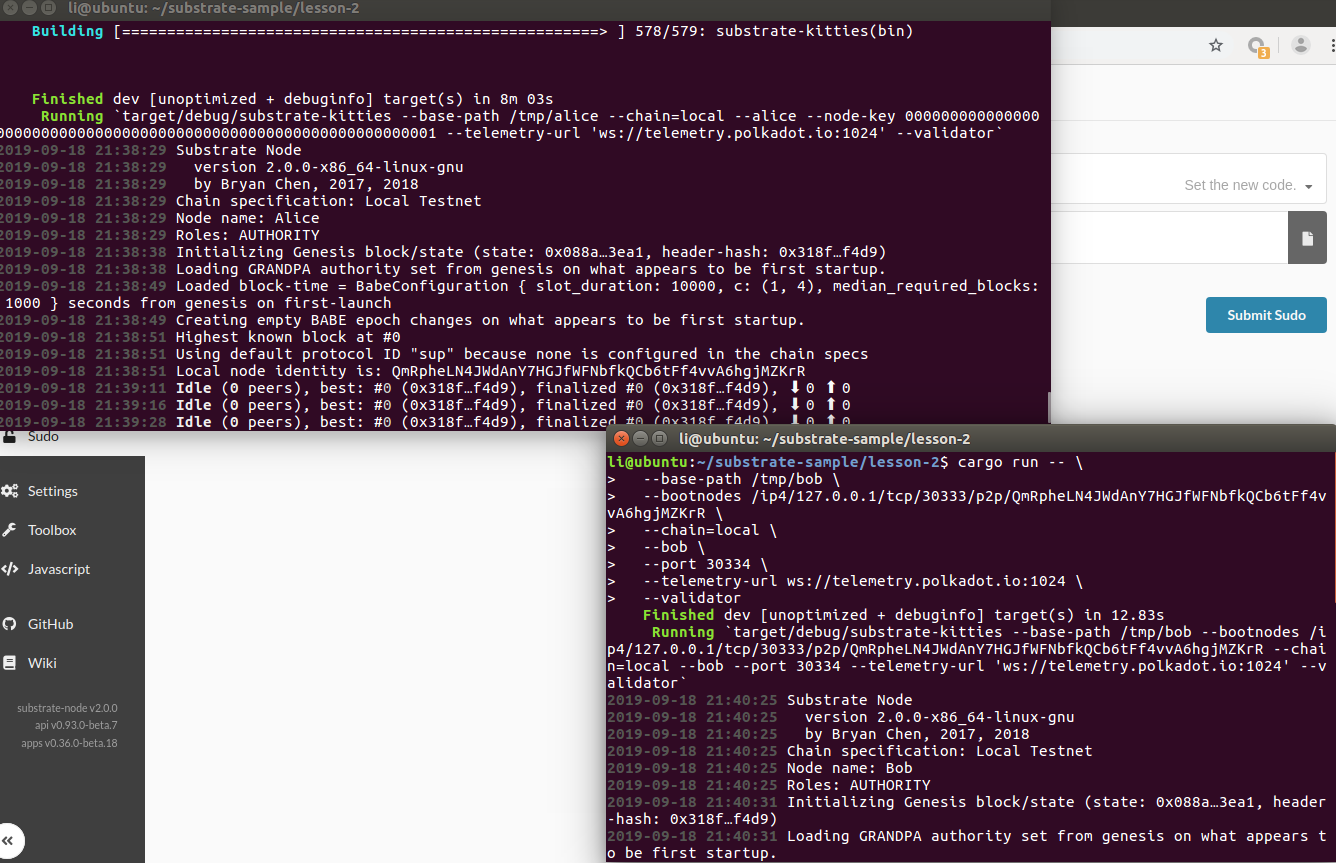 li@ubuntu: ~/substrate-sample/lesson-2
Building [=====================================================> ] 578/579: substrate-kitties(bin)
Finished dev [unoptimized + debuginfo] target(s) in 8m 03s
Running `target/debug/substrate-kitties --base-path /tmp/alice --chain=local --alice --node-key 000000000000000
0000000000000000000000000000000000000000000000001 --telemetry-url 'ws://telemetry.polkadot.io:1024' --validator`
2019-09-18 21:38:29 Substrate Node
2019-09-18 21:38:29   version 2.0.0-x86_64-linux-gnu
2019-09-18 21:38:29   by Bryan Chen, 2017, 2018
2019-09-18 21:38:29 Chain specification: Local Testnet
2019-09-18 21:38:29 Node name: Alice
2019-09-18 21:38:29 Roles: AUTHORITY
2019-09-18 21:38:29 Initializing Genesis block/state (state: 0x088a…3ea1, header-hash: 0x318f…f4d9)
2019-09-18 21:38:38 Loading GRANDPA authority set from genesis on what appears to be first startup.
2019-09-18 21:38:49 Loaded block-time = BabeConfiguration { slot_duration: 10000, c: (1, 4), median_required_blocks:
1000 } seconds from genesis on first-launch
2019-09-18 21:38:49 Creating empty BABE epoch changes on what appears to be first startup.
2019-09-18 21:38:51 Highest known block at #0
2019-09-18 21:38:51 Using default protocol ID "sup" because none is configured in the chain specs
2019-09-18 21:38:51 Local node identity is: QmRpheLN4JWdAnY7HGJfWFNbfkQCb6tFf4vvA6hgjMZKrR
2019-09-18 21:39:11 Idle (0 peers), best: #0 (0x318f…f4d9), finalized #0 (0x318f…f4d9), ⬇ 0 ⬆ 0
2019-09-18 21:39:16 Idle (0 peers), best: #0 (0x318f…f4d9), finalized #0 (0x318f…f4d9), ⬇ 0 ⬆ 0
2019-09-18 21:39:28 Idle (0 peers), best: #0 (0x318f…f4d9), finalized #0 (0x318f…f4d9), ⬇ 0 ⬆ 0
3
Set the new code.
Submit Sudo
Sudo
Settings
Toolbox
Javascript
GitHub
Wiki
substrate-node v2.0.0
api v0.93.0-beta.7
apps v0.36.0-beta.18
li@ubuntu: ~/substrate-sample/lesson-2
li@ubuntu:~/substrate-sample/lesson-2$ cargo run -- \
>   --base-path /tmp/bob \
>   --bootnodes /ip4/127.0.0.1/tcp/30333/p2p/QmRpheLN4JWdAnY7HGJfWFNbfkQCb6tFf4v
vA6hgjMZKrR \
>   --chain=local \
>   --bob \
>   --port 30334 \
>   --telemetry-url ws://telemetry.polkadot.io:1024 \
>   --validator
Finished dev [unoptimized + debuginfo] target(s) in 12.83s
Running `target/debug/substrate-kitties --base-path /tmp/bob --bootnodes /i
p4/127.0.0.1/tcp/30333/p2p/QmRpheLN4JWdAnY7HGJfWFNbfkQCb6tFf4vvA6hgjMZKrR --chai
n=local --bob --port 30334 --telemetry-url 'ws://telemetry.polkadot.io:1024' --v
alidator`
2019-09-18 21:40:25 Substrate Node
2019-09-18 21:40:25   version 2.0.0-x86_64-linux-gnu
2019-09-18 21:40:25   by Bryan Chen, 2017, 2018
2019-09-18 21:40:25 Chain specification: Local Testnet
2019-09-18 21:40:25 Node name: Bob
2019-09-18 21:40:25 Roles: AUTHORITY
2019-09-18 21:40:31 Initializing Genesis block/state (state: 0x088a…3ea1, header
-hash: 0x318f…f4d9)
2019-09-18 21:40:31 Loading GRANDPA authority set from genesis on what appears t
o be first startup.